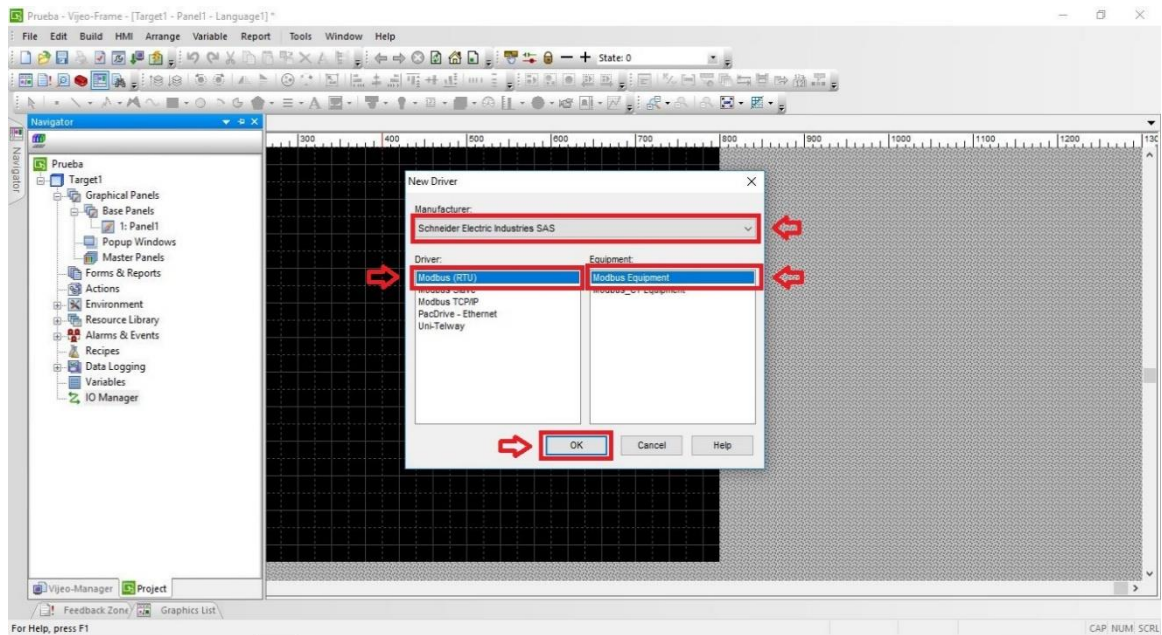 Prueba - Vijeo-Frame - [Target1 - Panel1 - Language1] *
File Edit Build HMI Arrange Variable Report Tools Window Help
State: 0
Navigator
300 400 500 600 700 800 900 1000 1100 1200
Navigator
Prueba
Target1
Graphical Panels
Base Panels
1: Panel1
Popup Windows
Master Panels
Forms & Reports
Actions
Environment
Resource Library
Alarms & Events
Recipes
Data Logging
Variables
IO Manager
New Driver
Manufacturer:
Schneider Electric Industries SAS
Driver:
Equipment:
Modbus (RTU)
Modbus Equipment
Modbus TCP/IP
PacDrive - Ethernet
Uni-Telway
OK Cancel Help
Vijeo-Manager Project
Feedback Zone Graphics List
For Help, press F1
CAP NUM SCRL